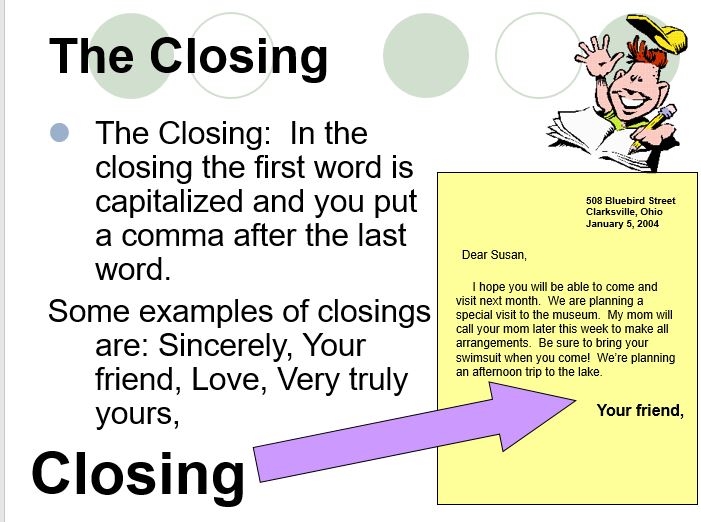 The Closing
The Closing:  In the
closing the first word is
capitalized and you put
a comma after the last
word.
Some examples of closings
are: Sincerely, Your
friend, Love, Very truly
yours,
Closing
508 Bluebird Street
Clarksville, Ohio
January 5, 2004
Dear Susan,
I hope you will be able to come and
visit next month.  We are planning a
special visit to the museum.  My mom will
call your mom later this week to make all
arrangements.  Be sure to bring your
swimsuit when you come!  We're planning
an afternoon trip to the lake.
Your friend,